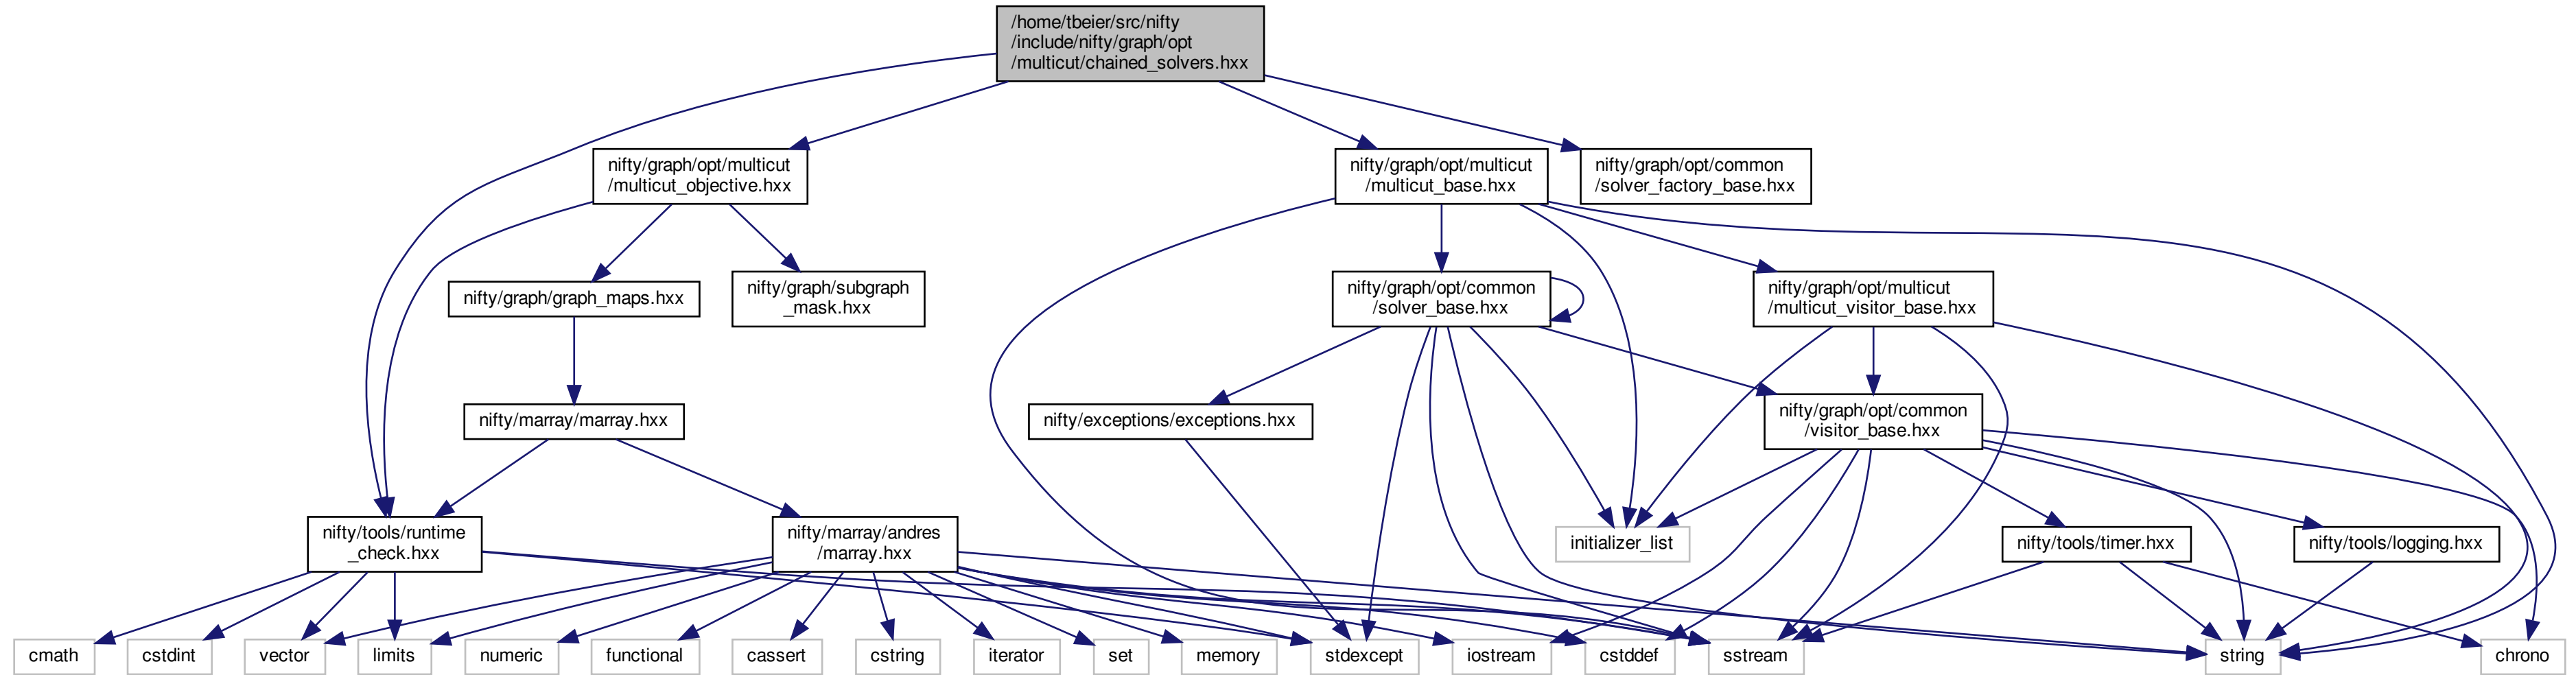 /home/tbeier/src/nifty
/include/nifty/graph/opt
/multicut/chained_solvers.hxx
nifty/graph/opt/multicut
/multicut_objective.hxx
nifty/graph/opt/multicut
/multicut_base.hxx
nifty/graph/opt/common
/solver_factory_base.hxx
nifty/graph/graph_maps.hxx
nifty/graph/subgraph
_mask.hxx
nifty/graph/opt/common
/solver_base.hxx
nifty/graph/opt/multicut
/multicut_visitor_base.hxx
nifty/marray/marray.hxx
nifty/exceptions/exceptions.hxx
nifty/graph/opt/common
/visitor_base.hxx
nifty/tools/runtime
_check.hxx
nifty/marray/andres
/marray.hxx
initializer_list
nifty/tools/timer.hxx
nifty/tools/logging.hxx
cmath
cstdint
vector
limits
numeric
functional
cassert
cstring
iterator
set
memory
stdexcept
iostream
cstddef
sstream
string
chrono